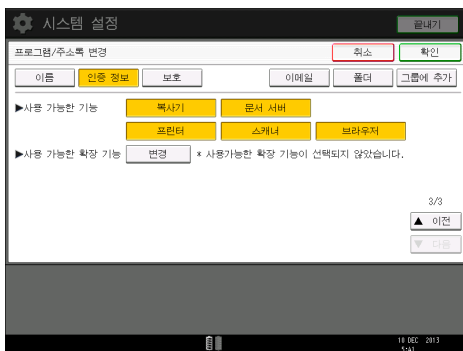 시스템 설정 끝내기
프로그램/주소록 변경 취소 확인
이름 인증 정보 보호 이메일 폴더 그룹에 추가
▶사용 가능한 기능 복사기 문서 서버
프린터 스캐너 브라우저
▶사용 가능한 확장 기능 변경 * 사용가능한 확장 기능이 선택되지 않았습니다.
3/3
▲ 이전
▼ 다음
10 DEC 2013
5:41